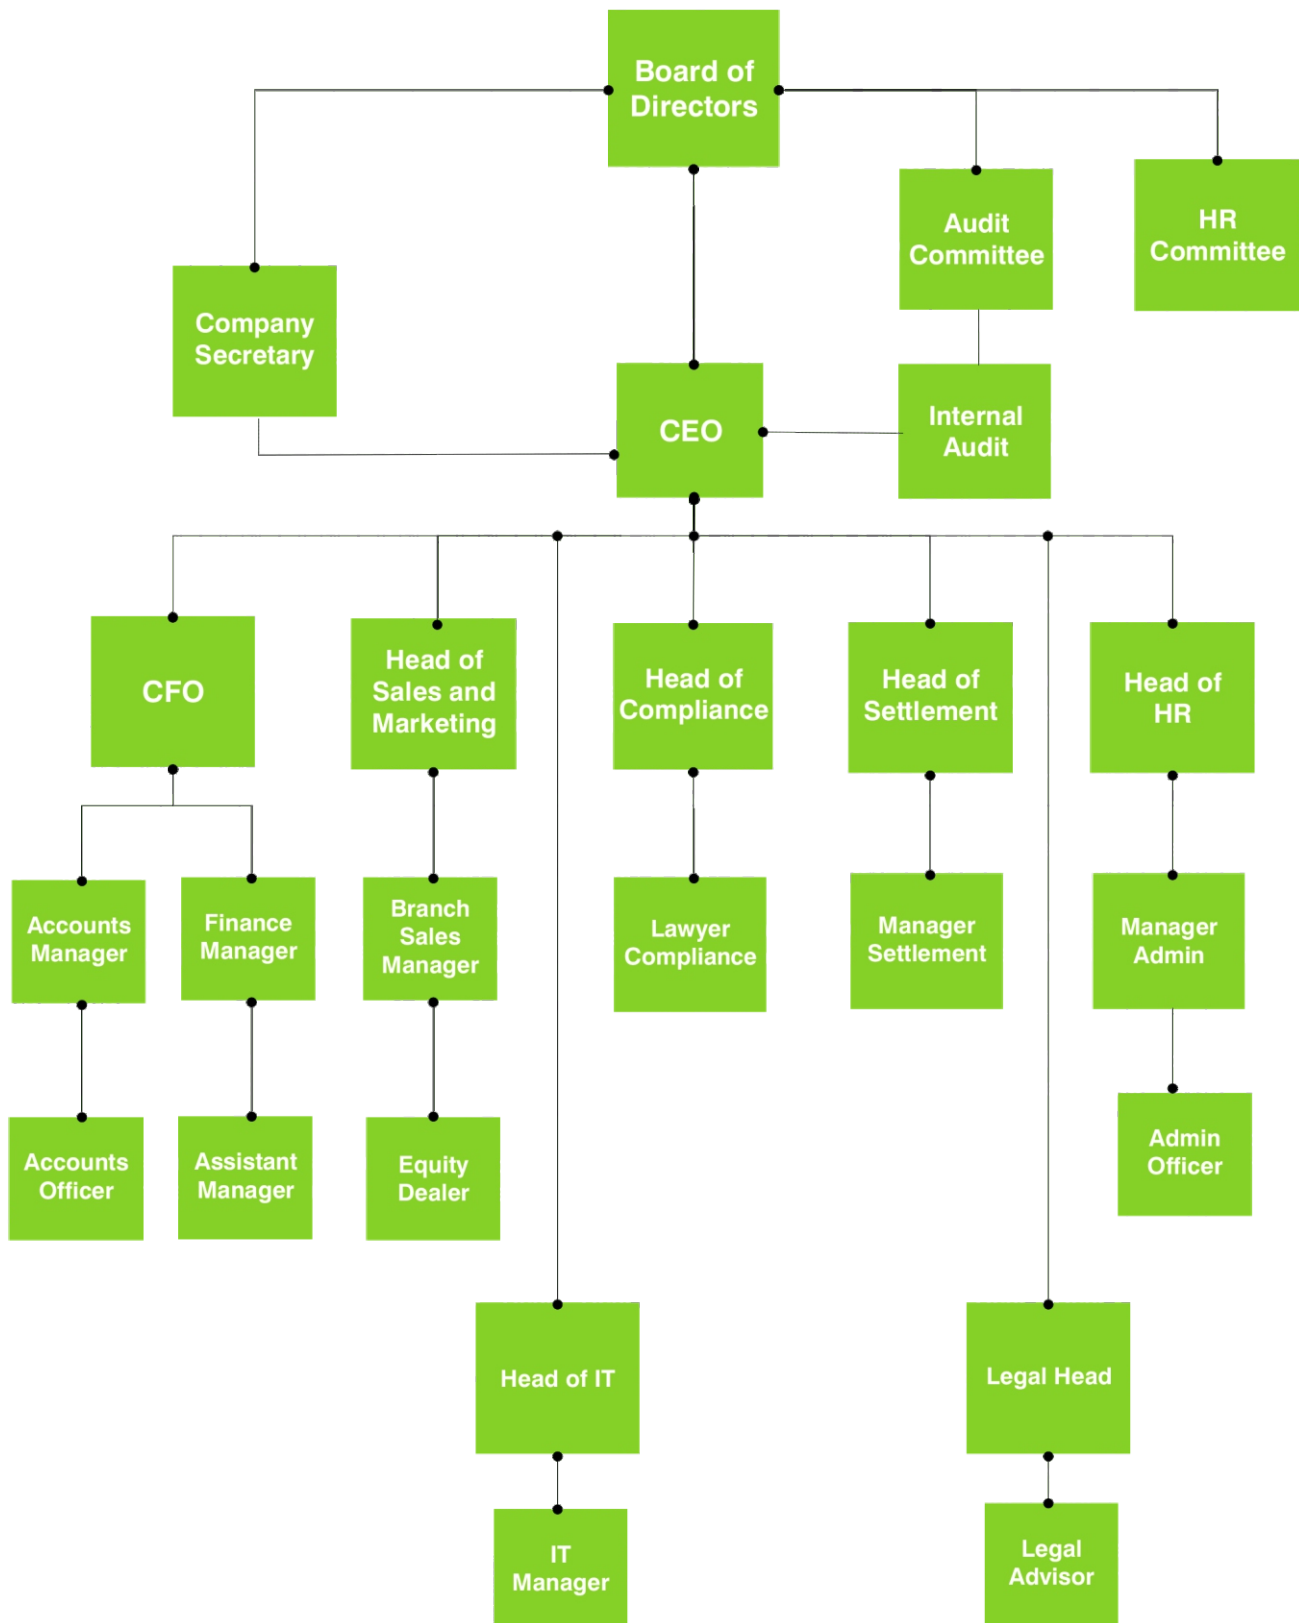 Board of
Directors
Audit
Committee
HR
Committee
Company
Secretary
CEO
Internal
Audit
CFO
Head of
Sales and
Marketing
Head of
Compliance
Head of
Settlement
Head of
HR
Accounts
Manager
Finance
Manager
Branch
Sales
Manager
Lawyer
Compliance
Manager
Settlement
Manager
Admin
Accounts
Officer
Assistant
Manager
Equity
Dealer
Admin
Officer
Head of IT
Legal Head
IT
Manager
Legal
Advisor